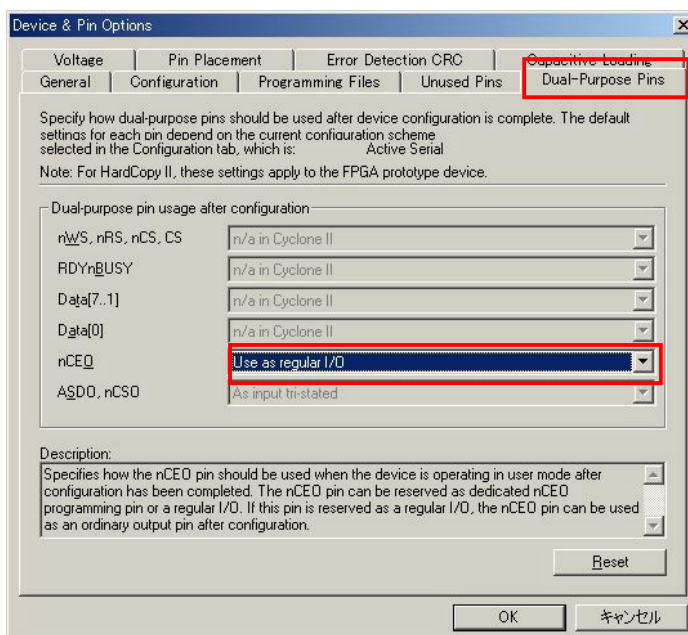 Device & Pin Options
Voltage Pin Placement Error Detection CRC Capacitive Loading
General Configuration Programming Files Unused Pins Dual-Purpose Pins
Specify how dual-purpose pins should be used after device configuration is complete. The default
settings for each pin depend on the current configuration scheme
selected in the Configuration tab, which is: Active Serial
Note: For HardCopy II, these settings apply to the FPGA prototype device.
Dual-purpose pin usage after configuration
nWS, nRS, nCS, CS n/a in Cyclone II
RDYnBUSY n/a in Cyclone II
Data[7..1] n/a in Cyclone II
Data[0] n/a in Cyclone II
nCEO Use as regular I/O
ASDO, nCSO As input tri-stated
Description:
Specifies how the nCEO pin should be used when the device is operating in user mode after
configuration has been completed. The nCEO pin can be reserved as dedicated nCEO
programming pin or a regular I/O. If this pin is reserved as a regular I/O, the nCEO pin can be used
as an ordinary output pin after configuration.
Reset
OK キャンセル